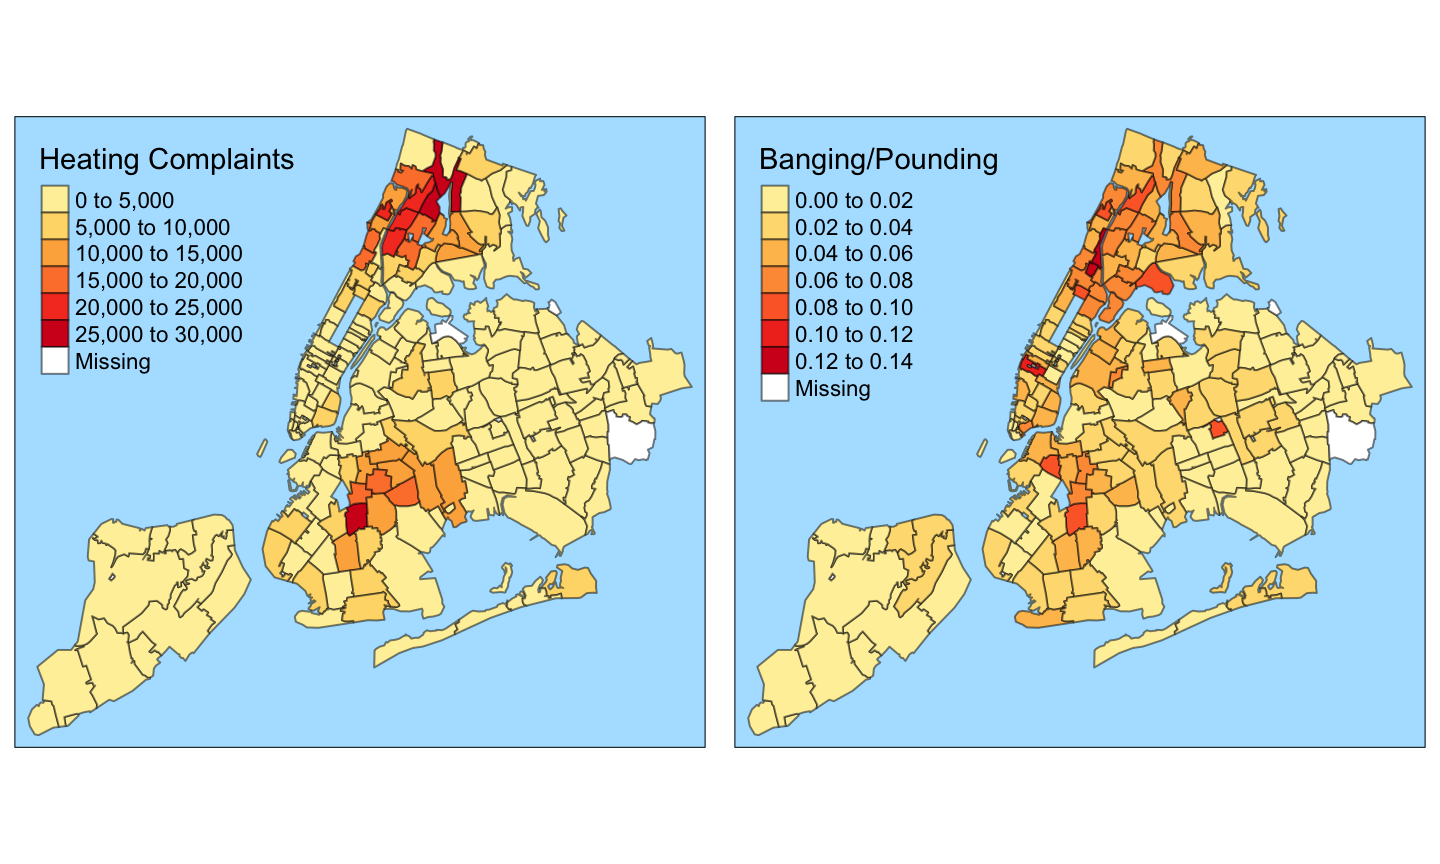 Heating Complaints
0 to 5,000
5,000 to 10,000
10,000 to 15,000
15,000 to 20,000
20,000 to 25,000
25,000 to 30,000
Missing
Banging/Pounding
0.00 to 0.02
0.02 to 0.04
0.04 to 0.06
0.06 to 0.08
0.08 to 0.10
0.10 to 0.12
0.12 to 0.14
Missing